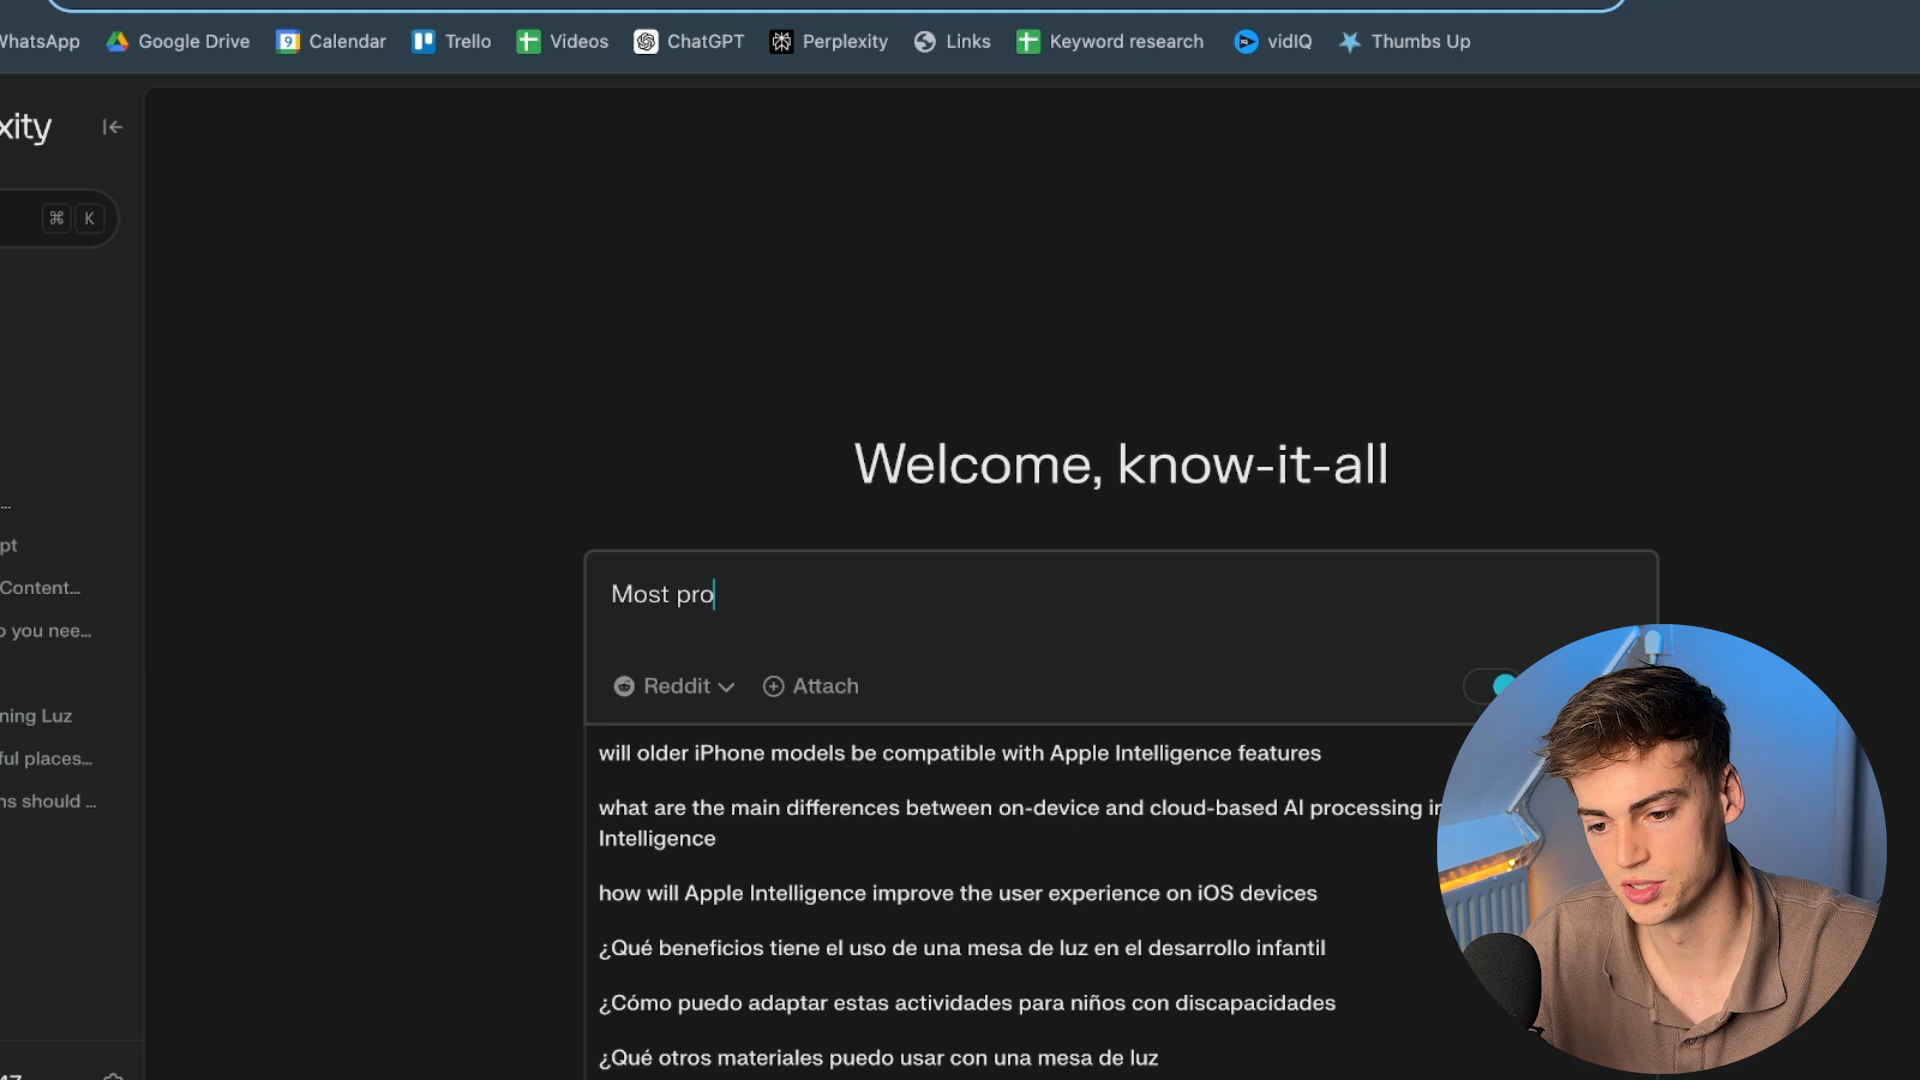 WhatsApp
Google Drive
9
Calendar
Trello
Videos
ChatGPT
Perplexity
Links
Keyword research
vidIQ
Thumbs Up
xity
⌘ K
...
pt
Content...
o you nee...
ning Luz
ful places...
ns should ...
Welcome, know-it-all
Most pro
Reddit
Attach
will older iPhone models be compatible with Apple Intelligence features
what are the main differences between on-device and cloud-based AI processing in
Intelligence
how will Apple Intelligence improve the user experience on iOS devices
¿Qué beneficios tiene el uso de una mesa de luz en el desarrollo infantil
¿Cómo puedo adaptar estas actividades para niños con discapacidades
¿Qué otros materiales puedo usar con una mesa de luz